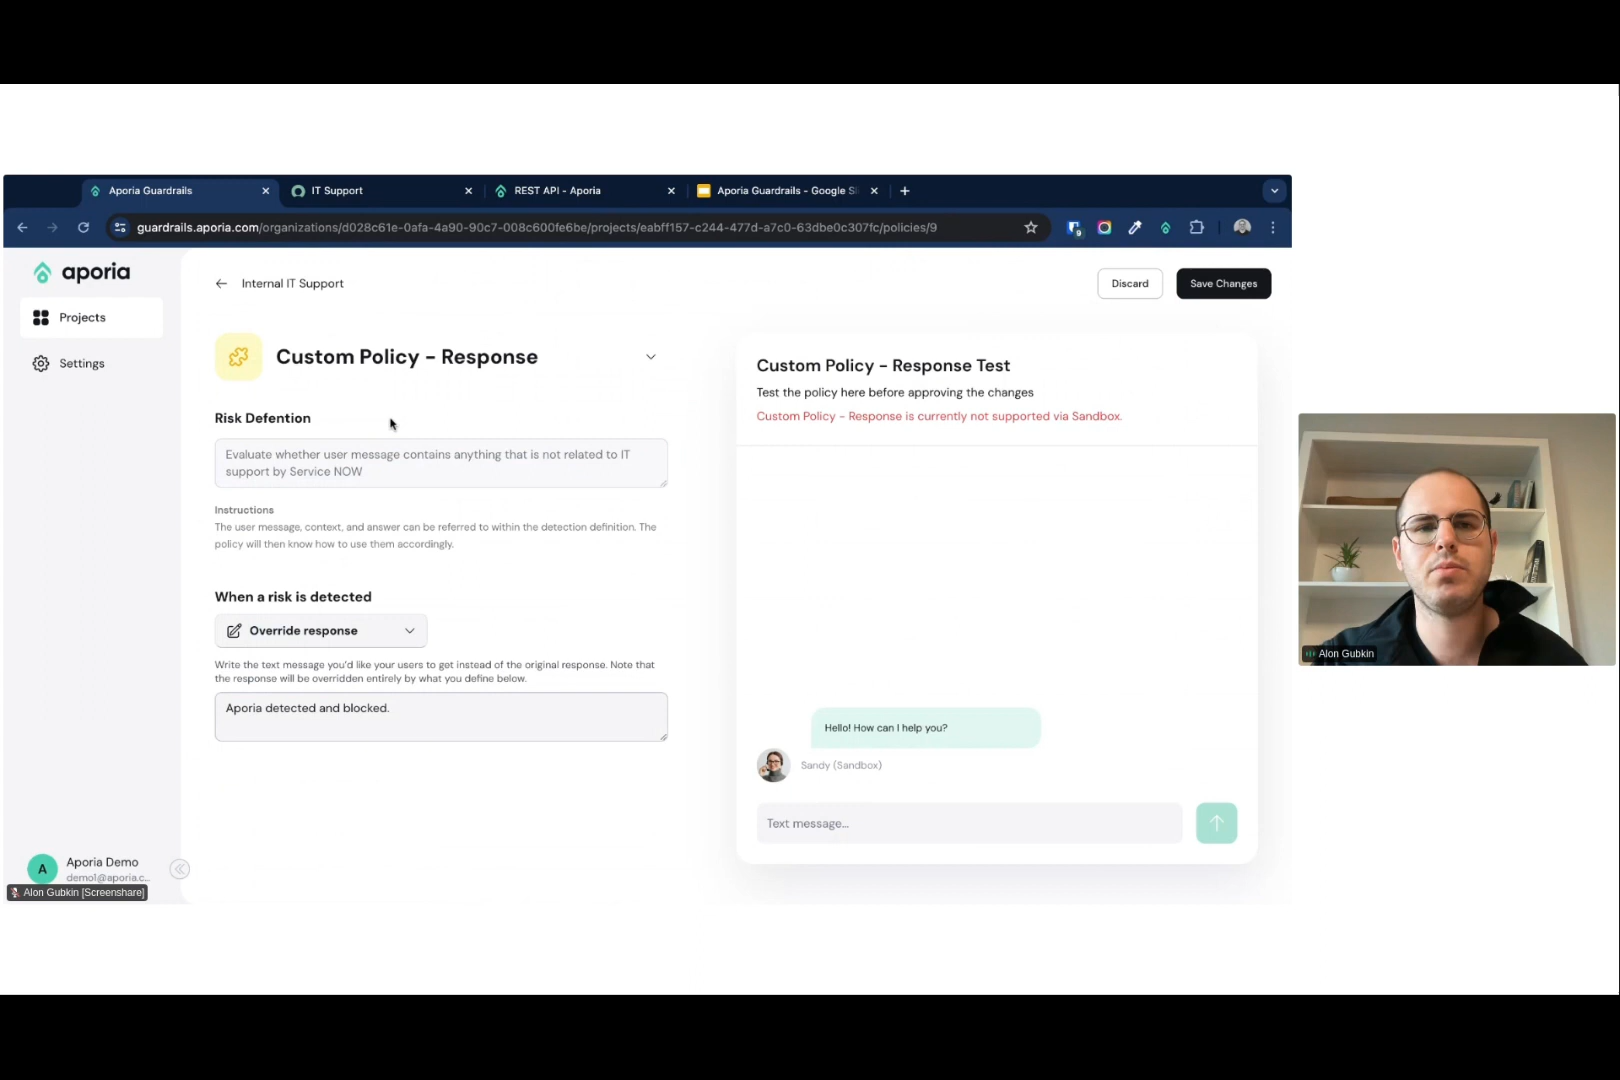 Aporia Guardrails
IT Support
REST API - Aporia
Aporia Guardrails - Google Sl
guardrails.aporia.com/organizations/d028c61e-0afa-4a90-90c7-008c600fe6be/projects/eabff157-c244-477d-a7c0-63dbe0c307fc/policies/9
9
aporia
Projects
Settings
Internal IT Support
Discard
Save Changes
Custom Policy - Response
Risk Defention
Evaluate whether user message contains anything that is not related to IT
support by Service NOW
Instructions
The user message, context, and answer can be referred to within the detection definition. The
policy will then know how to use them accordingly.
When a risk is detected
Override response
Write the text message you'd like your users to get instead of the original response. Note that
the response will be overridden entirely by what you define below.
Aporia detected and blocked.
Custom Policy - Response Test
Test the policy here before approving the changes
Custom Policy - Response is currently not supported via Sandbox.
Hello! How can I help you?
Sandy (Sandbox)
Text message...
A
Aporia Demo
demo1@aporia.c...
Alon Gubkin [Screenshare]
Alon Gubkin